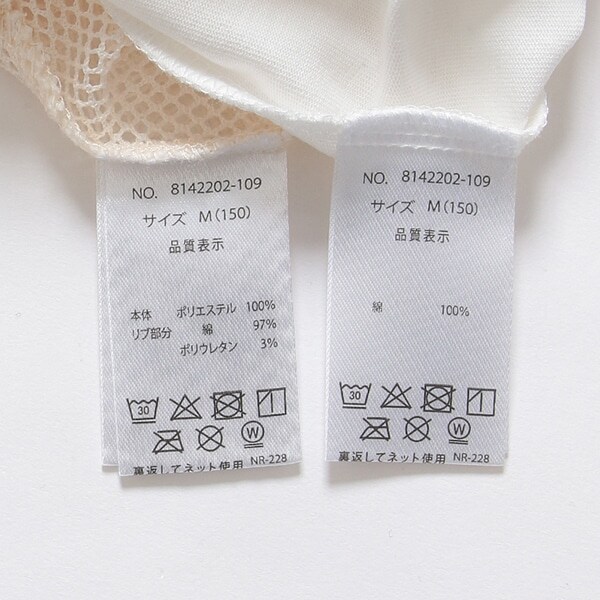 NO. 8142202-109
サイズ M(150)
品質表示
本体 ポリエステル 100%
リブ部分 綿 97%
ポリウレタン 3%
30
W
裏返してネット使用 NR-228
NO. 8142202-109
サイズ M(150)
品質表示
綿 100%
30
W
裏返してネット使用 NR-228